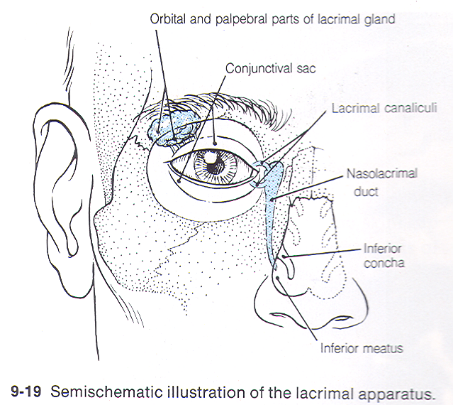 Orbital and palpebral parts of lacrimal gland
Conjunctival sac
Lacrimal canaliculi
Nasolacrimal
duct
Inferior
concha
Inferior meatus
9-19 Semischematic illustration of the lacrimal apparatus.